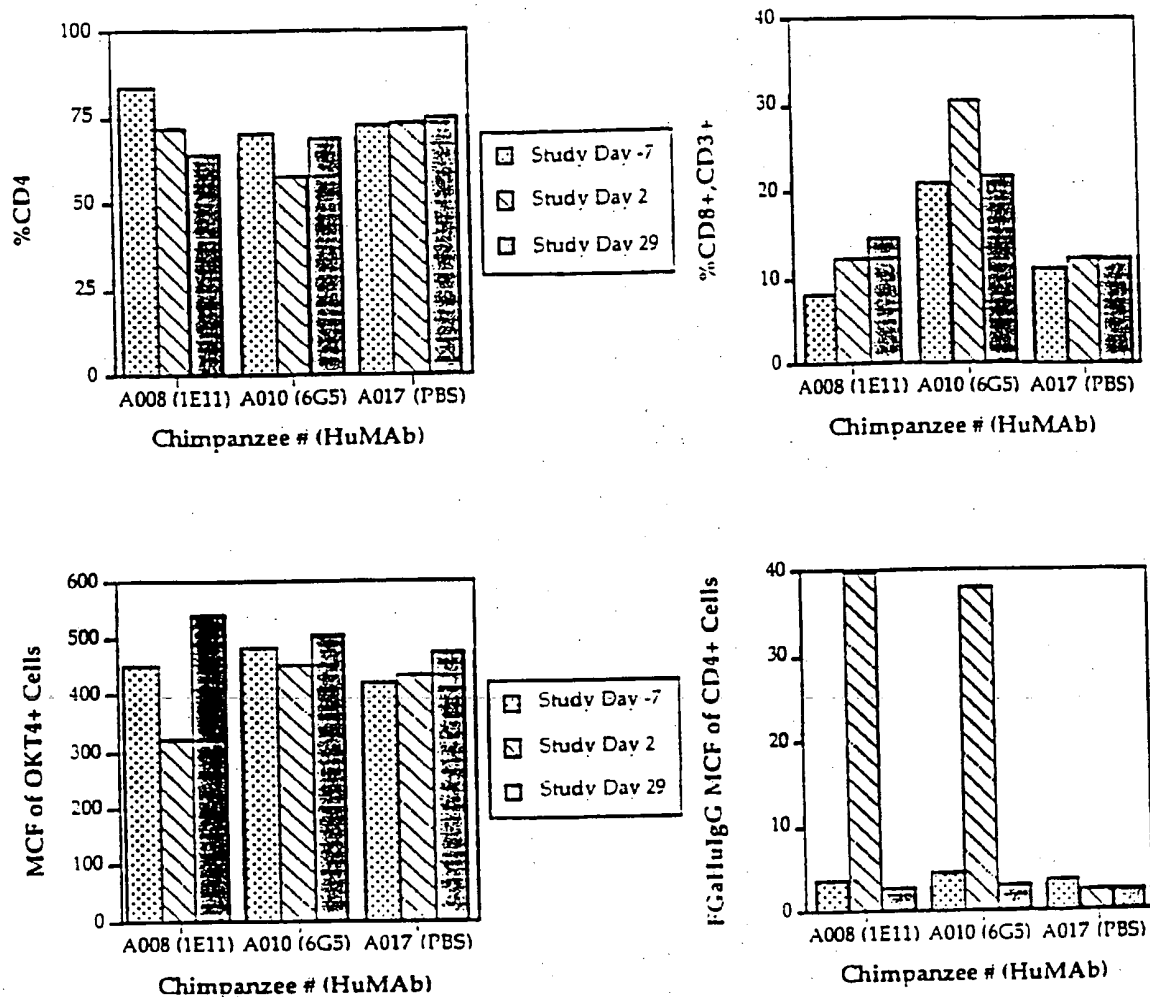 100
75
50
25
0
%CD4
A008 (1E11) A010 (6G5) A017 (PBS)
Chimpanzee # (HuMAb)
Study Day -7
Study Day 2
Study Day 29
40
30
20
10
0
%CD8+,CD3+
A008 (1E11) A010 (6G5) A017 (PBS)
Chimpanzee # (HuMAb)
600
500
400
300
200
100
0
MCF of OKT4+ Cells
A008 (1E11) A010 (6G5) A017 (PBS)
Chimpanzee # (HuMAb)
Study Day -7
Study Day 2
Study Day 29
40
30
20
10
0
FGalluIgG MCF of CD4+ Cells
A008 (1E11) A010 (6G5) A017 (PBS)
Chimpanzee # (HuMAb)